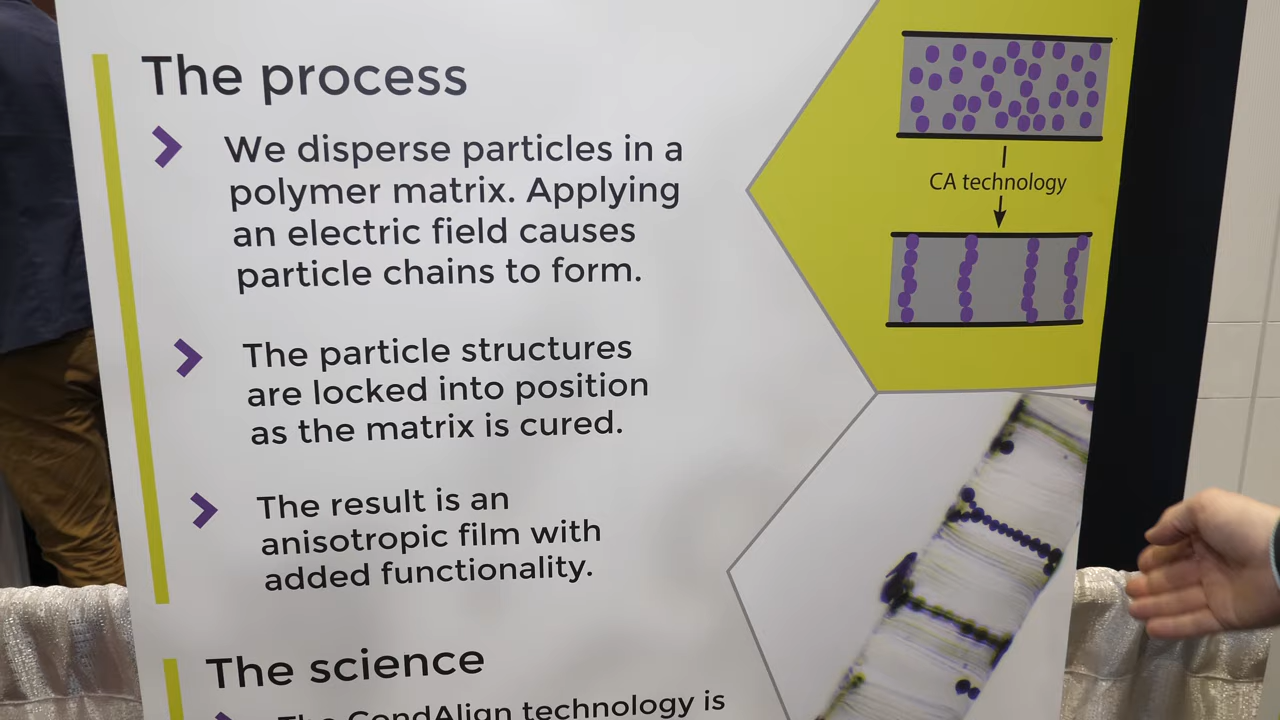 The process
We disperse particles in a
polymer matrix. Applying
an electric field causes
particle chains to form.
The particle structures
are locked into position
as the matrix is cured.
The result is an
anisotropic film with
added functionality.
The science
The CondAlign technology is
CA technology